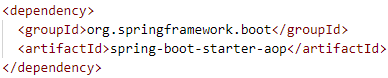 <dependency>
  <groupId>org.springframework.boot</groupId>
  <artifactId>spring-boot-starter-aop</artifactId>
</dependency>